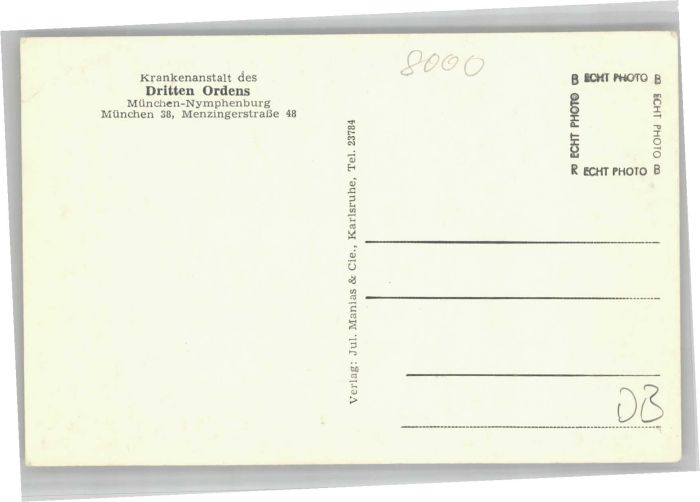 Krankenanstalt des
Dritten Ordens
München-Nymphenburg
München 38, Menzingerstraße 48
8000
B ECHT PHOTO B
ECHT PHOTO
ECHT PHOTO
R ECHT PHOTO B
Verlag: Jul. Manias & Cie., Karlsruhe, Tel. 23784
DB